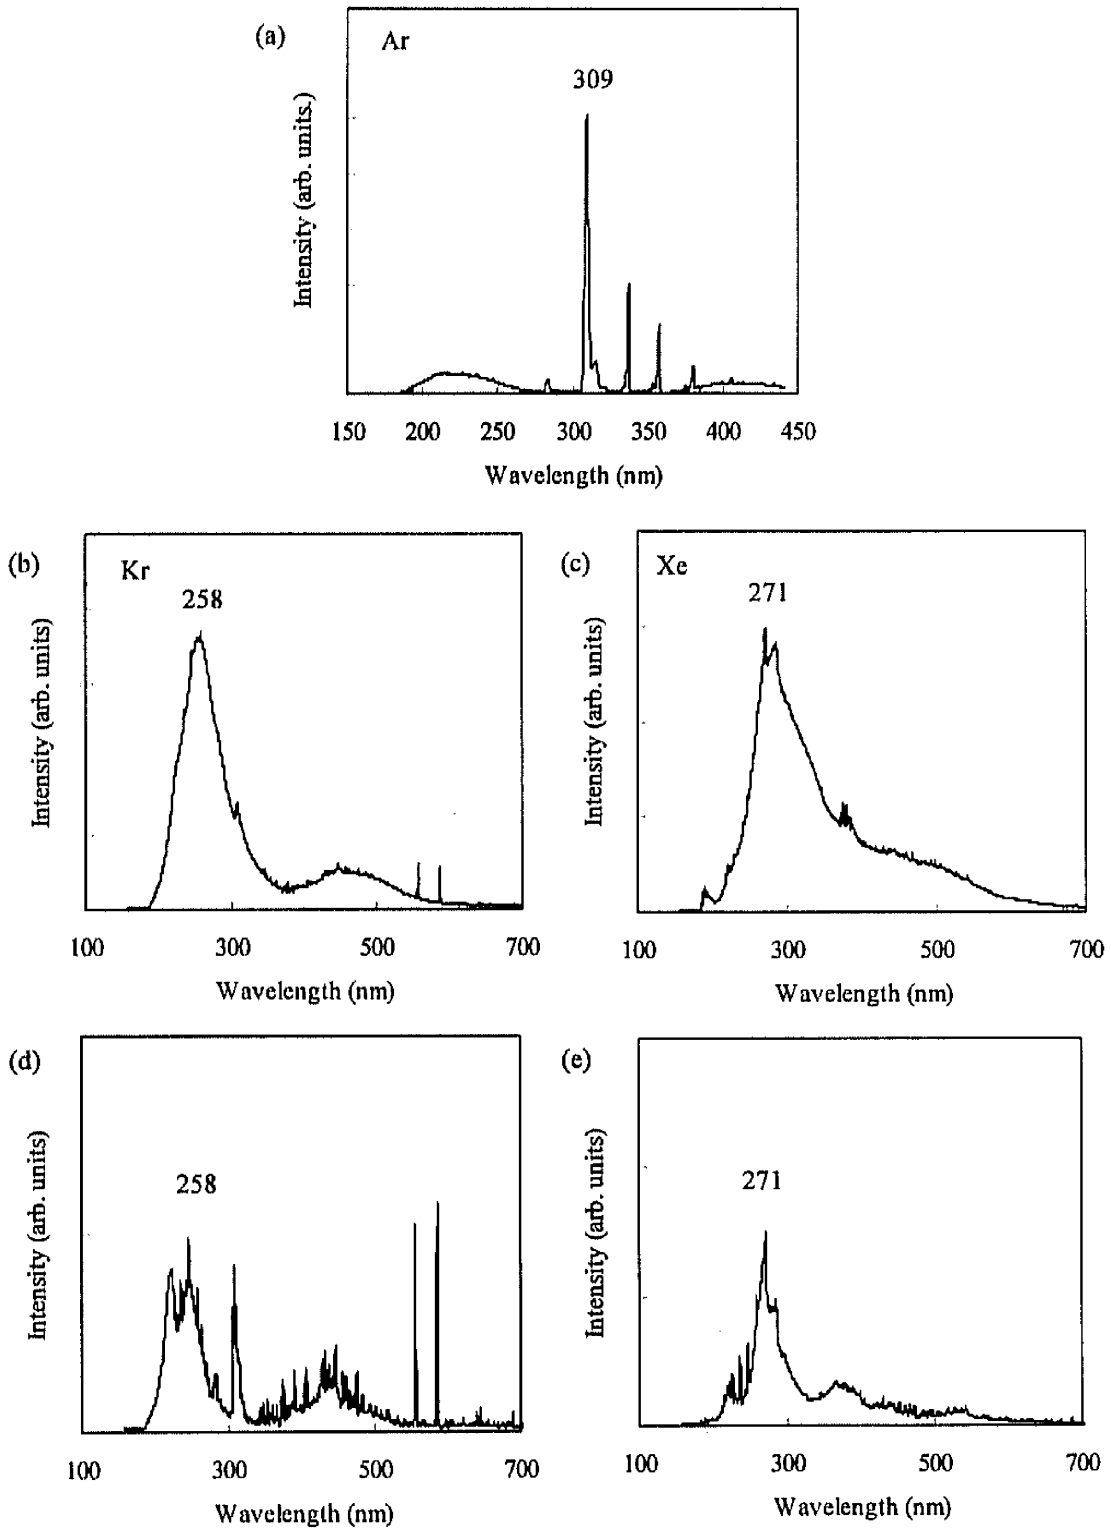 (a)
Ar
309
Intensity (arb. units.)
150 200 250 300 350 400 450
Wavelength (nm)
(b)
Kr
258
Intensity (arb. units)
100 300 500 700
Wavelength (nm)
(c)
Xe
271
Intensity (arb. units)
100 300 500 700
Wavelength (nm)
(d)
258
Intensity (arb. units)
100 300 500 700
Wavelength (nm)
(e)
271
Intensity (arb. units)
100 300 500 700
Wavelength (nm)